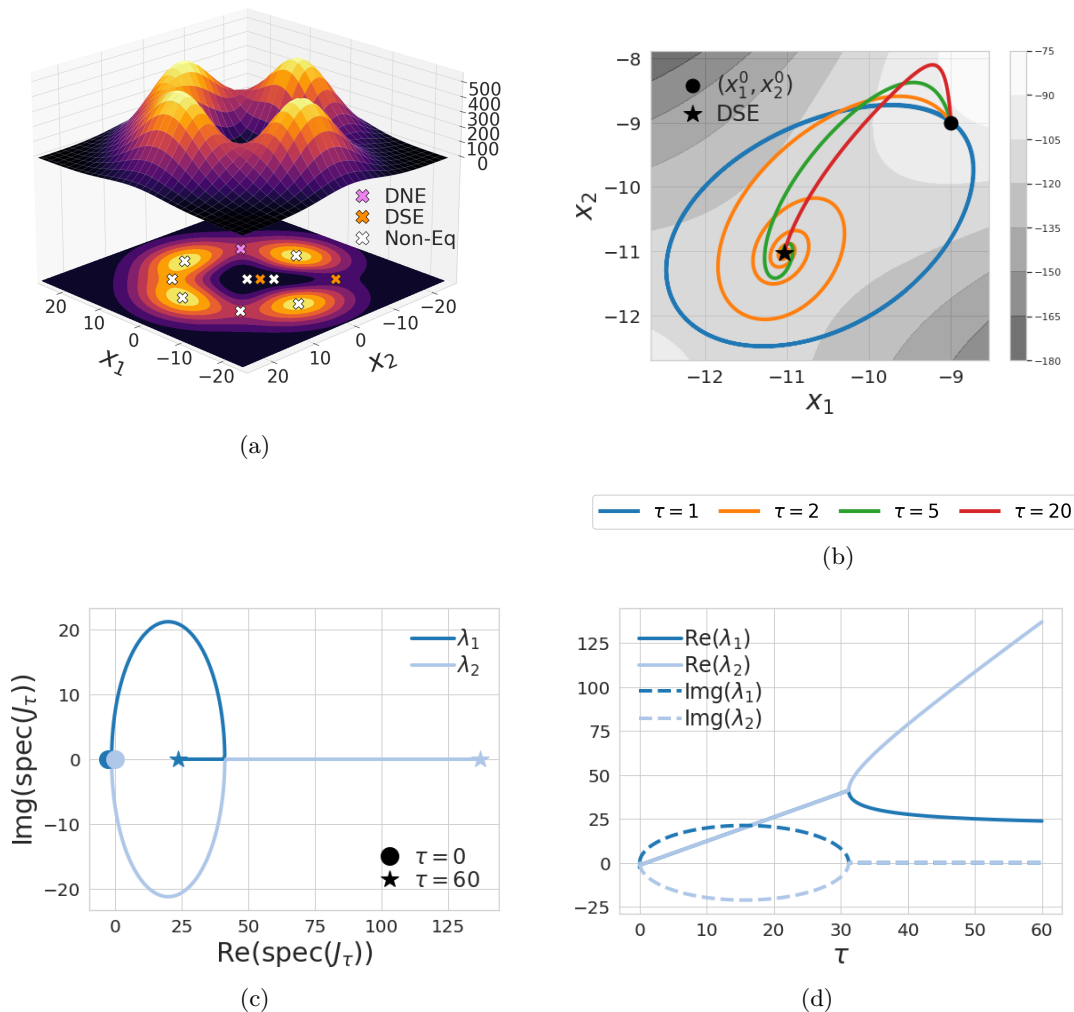 500
400
300
200
100
0
DNE
DSE
Non-Eq
20
10
0
−10
−20
x₁
−20
−10
0
10
20
x₂
(a)
−8
−9
−10
−11
−12
x₂
(x₁⁰, x₂⁰)
DSE
−12 −11 −10 −9
x₁
−75
−90
−105
−120
−135
−150
−165
−180
τ = 1 τ = 2 τ = 5 τ = 20
(b)
20
10
0
−10
−20
Img(spec(J_τ))
λ₁
λ₂
τ = 0
τ = 60
0 25 50 75 100 125
Re(spec(J_τ))
(c)
125
100
75
50
25
0
−25
Re(λ₁)
Re(λ₂)
Img(λ₁)
Img(λ₂)
0 10 20 30 40 50 60
τ
(d)